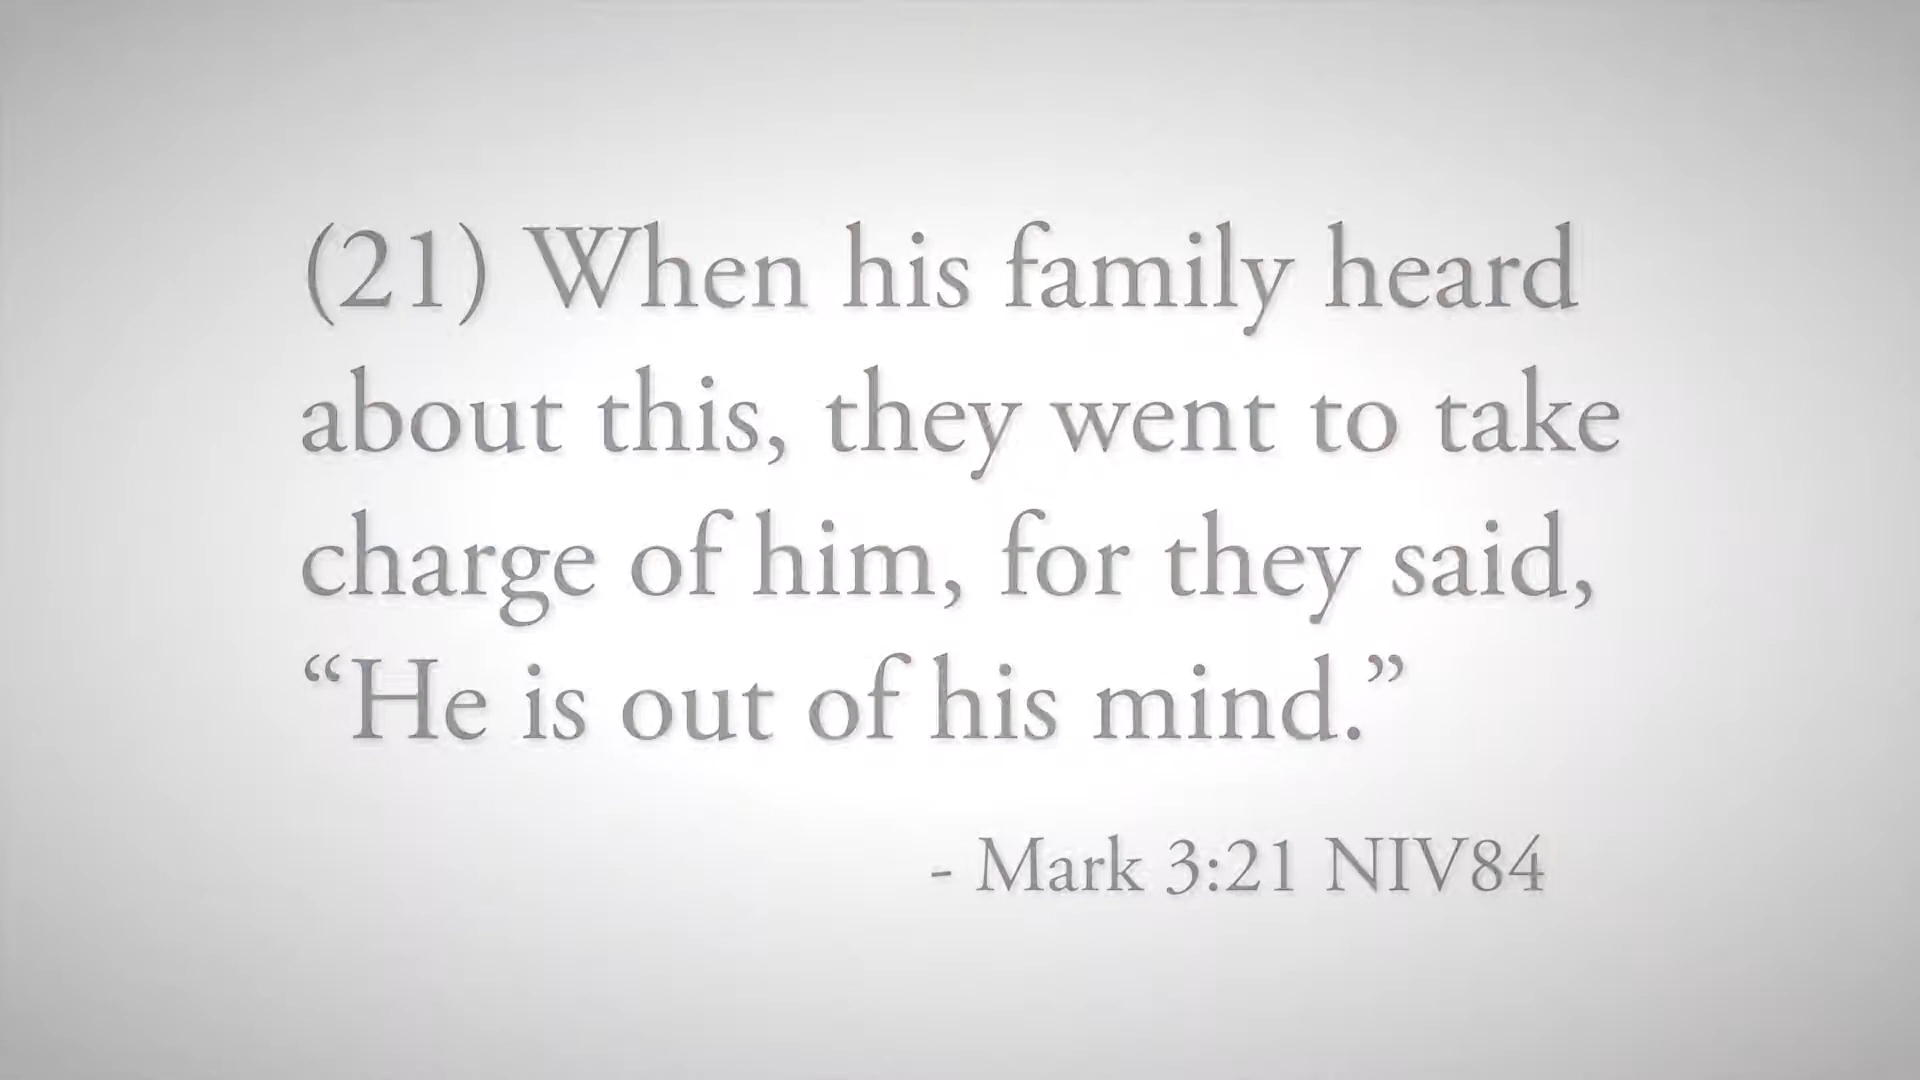 (21) When his family heard
about this, they went to take
charge of him, for they said,
“He is out of his mind.”
- Mark 3:21 NIV84